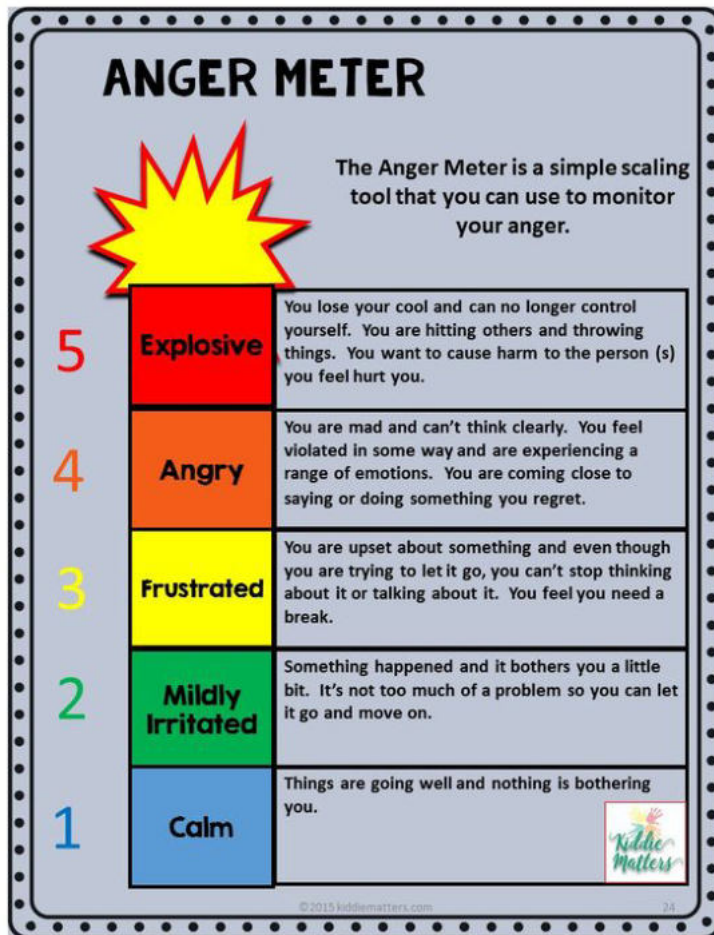 ANGER METER
The Anger Meter is a simple scaling
tool that you can use to monitor
your anger.
5
Explosive
You lose your cool and can no longer control
yourself. You are hitting others and throwing
things. You want to cause harm to the person (s)
you feel hurt you.
4
Angry
You are mad and can't think clearly. You feel
violated in some way and are experiencing a
range of emotions. You are coming close to
saying or doing something you regret.
3
Frustrated
You are upset about something and even though
you are trying to let it go, you can't stop thinking
about it or talking about it. You feel you need a
break.
2
Mildly
Irritated
Something happened and it bothers you a little
bit. It's not too much of a problem so you can let
it go and move on.
1
Calm
Things are going well and nothing is bothering
you.
Kiddie
Matters
©2015 kiddiematters.com
24